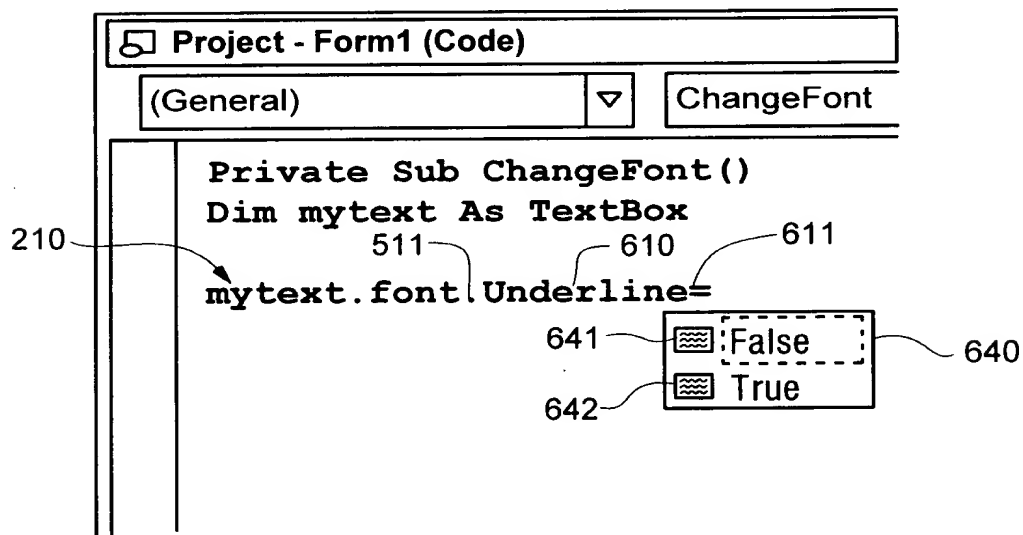 Project - Form1 (Code)
(General) ChangeFont
Private Sub ChangeFont()
Dim mytext As TextBox
210 511 610 611
mytext.font.Underline=
641 False 640
642 True